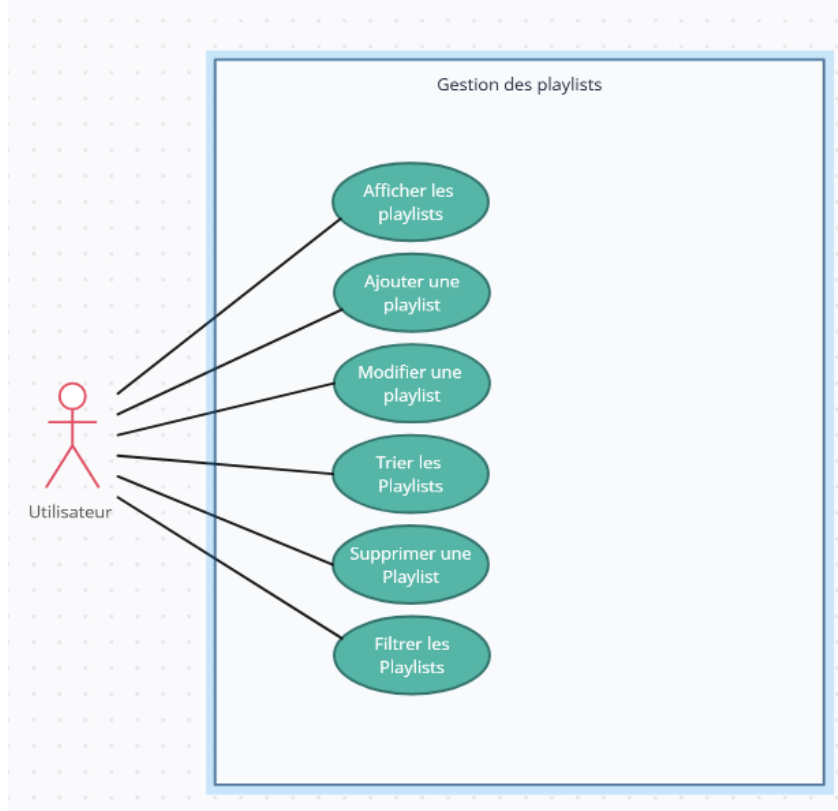 Gestion des playlists
Afficher les
playlists
Ajouter une
playlist
Modifier une
playlist
Trier les
Playlists
Utilisateur
Supprimer une
Playlist
Filtrer les
Playlists